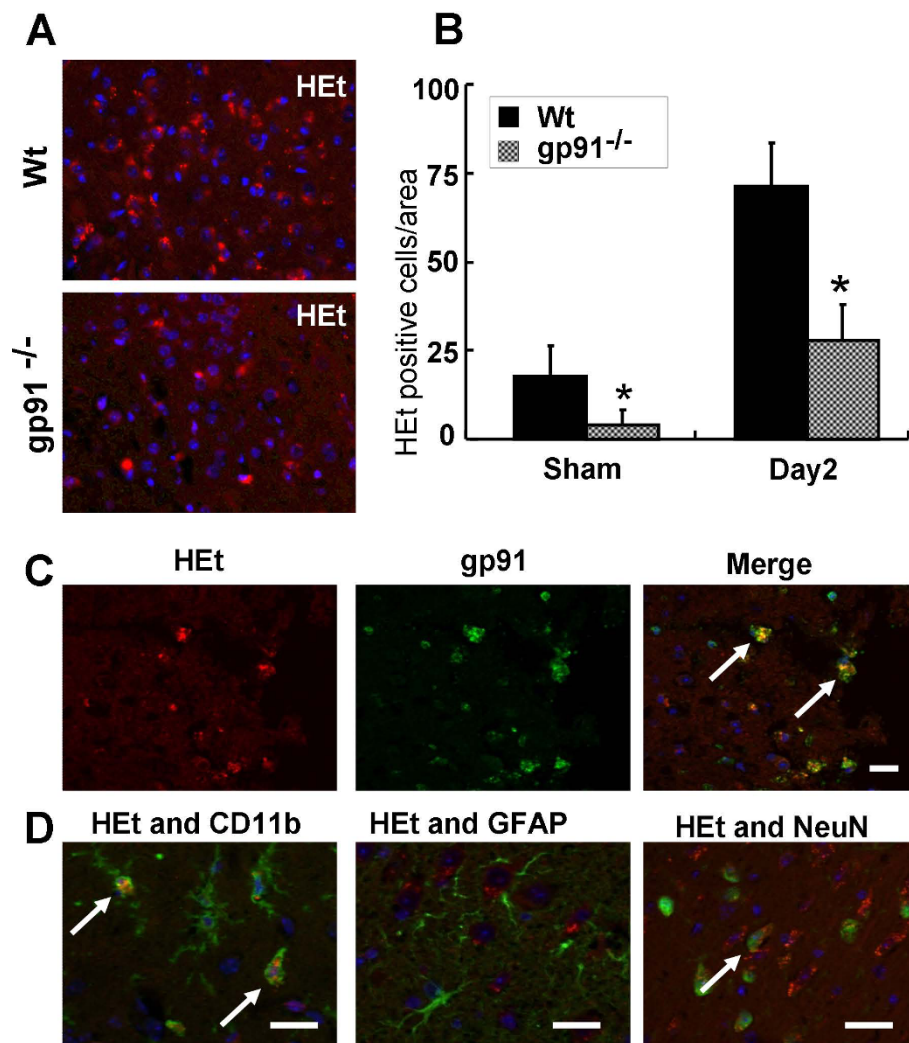 A
HEt
Wt
HEt
gp91 -/-
B
100
75
50
25
0
HEt positive cells/area
Wt
gp91-/-
*
*
Sham
Day2
C
HEt
gp91
Merge
D
HEt and CD11b
HEt and GFAP
HEt and NeuN